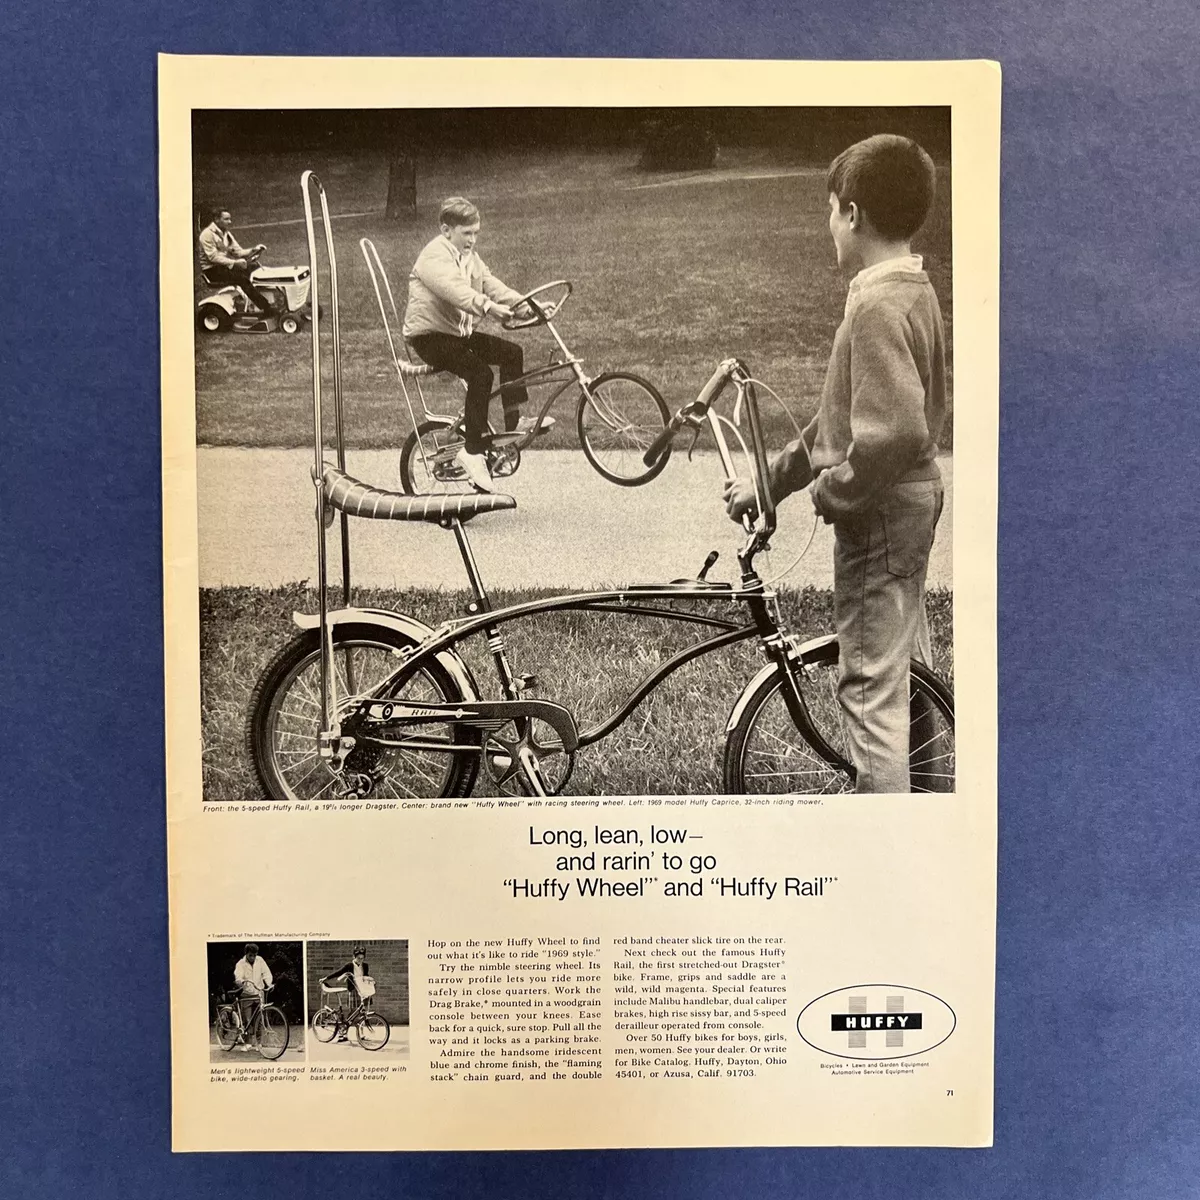 RAIL
Front: the 5-speed Huffy Rail, a 19% longer Dragster. Center: brand new "Huffy Wheel" with racing steering wheel. Left: 1969 model Huffy Caprice, 32-inch riding mower.
Long, lean, low—
and rarin' to go
"Huffy Wheel"* and "Huffy Rail"*
* Trademark of The Huffman Manufacturing Company
Men's lightweight 5-speed
bike, wide-ratio gearing.
Miss America 3-speed with
basket. A real beauty.
Hop on the new Huffy Wheel to find
out what it's like to ride "1969 style."
Try the nimble steering wheel. Its
narrow profile lets you ride more
safely in close quarters. Work the
Drag Brake,* mounted in a woodgrain
console between your knees. Ease
back for a quick, sure stop. Pull all the
way and it locks as a parking brake.
Admire the handsome iridescent
blue and chrome finish, the "flaming
stack" chain guard, and the double
red band cheater slick tire on the rear.
Next check out the famous Huffy
Rail, the first stretched-out Dragster*
bike. Frame, grips and saddle are a
wild, wild magenta. Special features
include Malibu handlebar, dual caliper
brakes, high rise sissy bar, and 5-speed
derailleur operated from console.
Over 50 Huffy bikes for boys, girls,
men, women. See your dealer. Or write
for Bike Catalog. Huffy, Dayton, Ohio
45401, or Azusa, Calif. 91703.
HUFFY
Bicycles • Lawn and Garden Equipment
Automotive Service Equipment
71